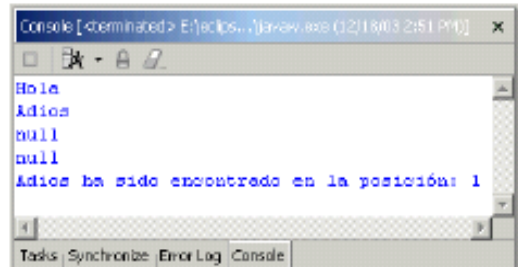 Console [<terminated> E:\eclips...\javaw.exe (12/18/03 2:51 PM)]
Hola
Adios
null
null
Adios ha sido encontrado en la posición: 1
Tasks Synchronize Error Log Console